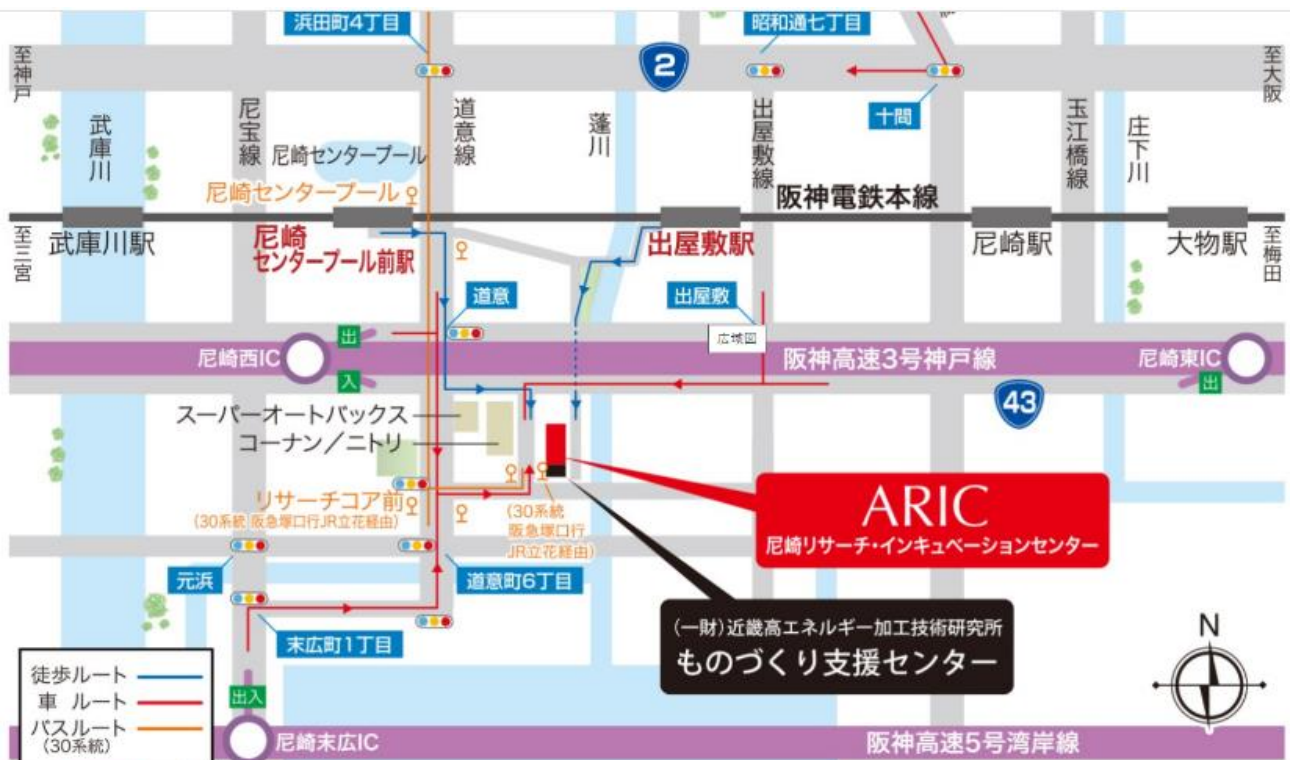 浜田町4丁目
昭和通七丁目
至神戸
2
至大阪
武庫川
尼宝線
道意線
蓬川
出屋敷線
十間
玉江橋線
庄下川
尼崎センタープール
尼崎センタープール
阪神電鉄本線
至三宮
武庫川駅
尼崎
センタープール前駅
出屋敷駅
尼崎駅
大物駅
至梅田
道意
出屋敷
広域図
出
尼崎西IC
阪神高速3号神戸線
尼崎東IC
入
出
43
スーパーオートバックス
コーナン／ニトリ
リサーチコア前
(30系統 阪急塚口行JR立花経由)
(30系統
阪急塚口行
JR立花経由)
ARIC
尼崎リサーチ・インキュベーションセンター
元浜
道意町6丁目
末広町1丁目
(一財)近畿高エネルギー加工技術研究所
ものづくり支援センター
N
徒歩ルート
車 ルート
バスルート
(30系統)
出入
尼崎末広IC
阪神高速5号湾岸線